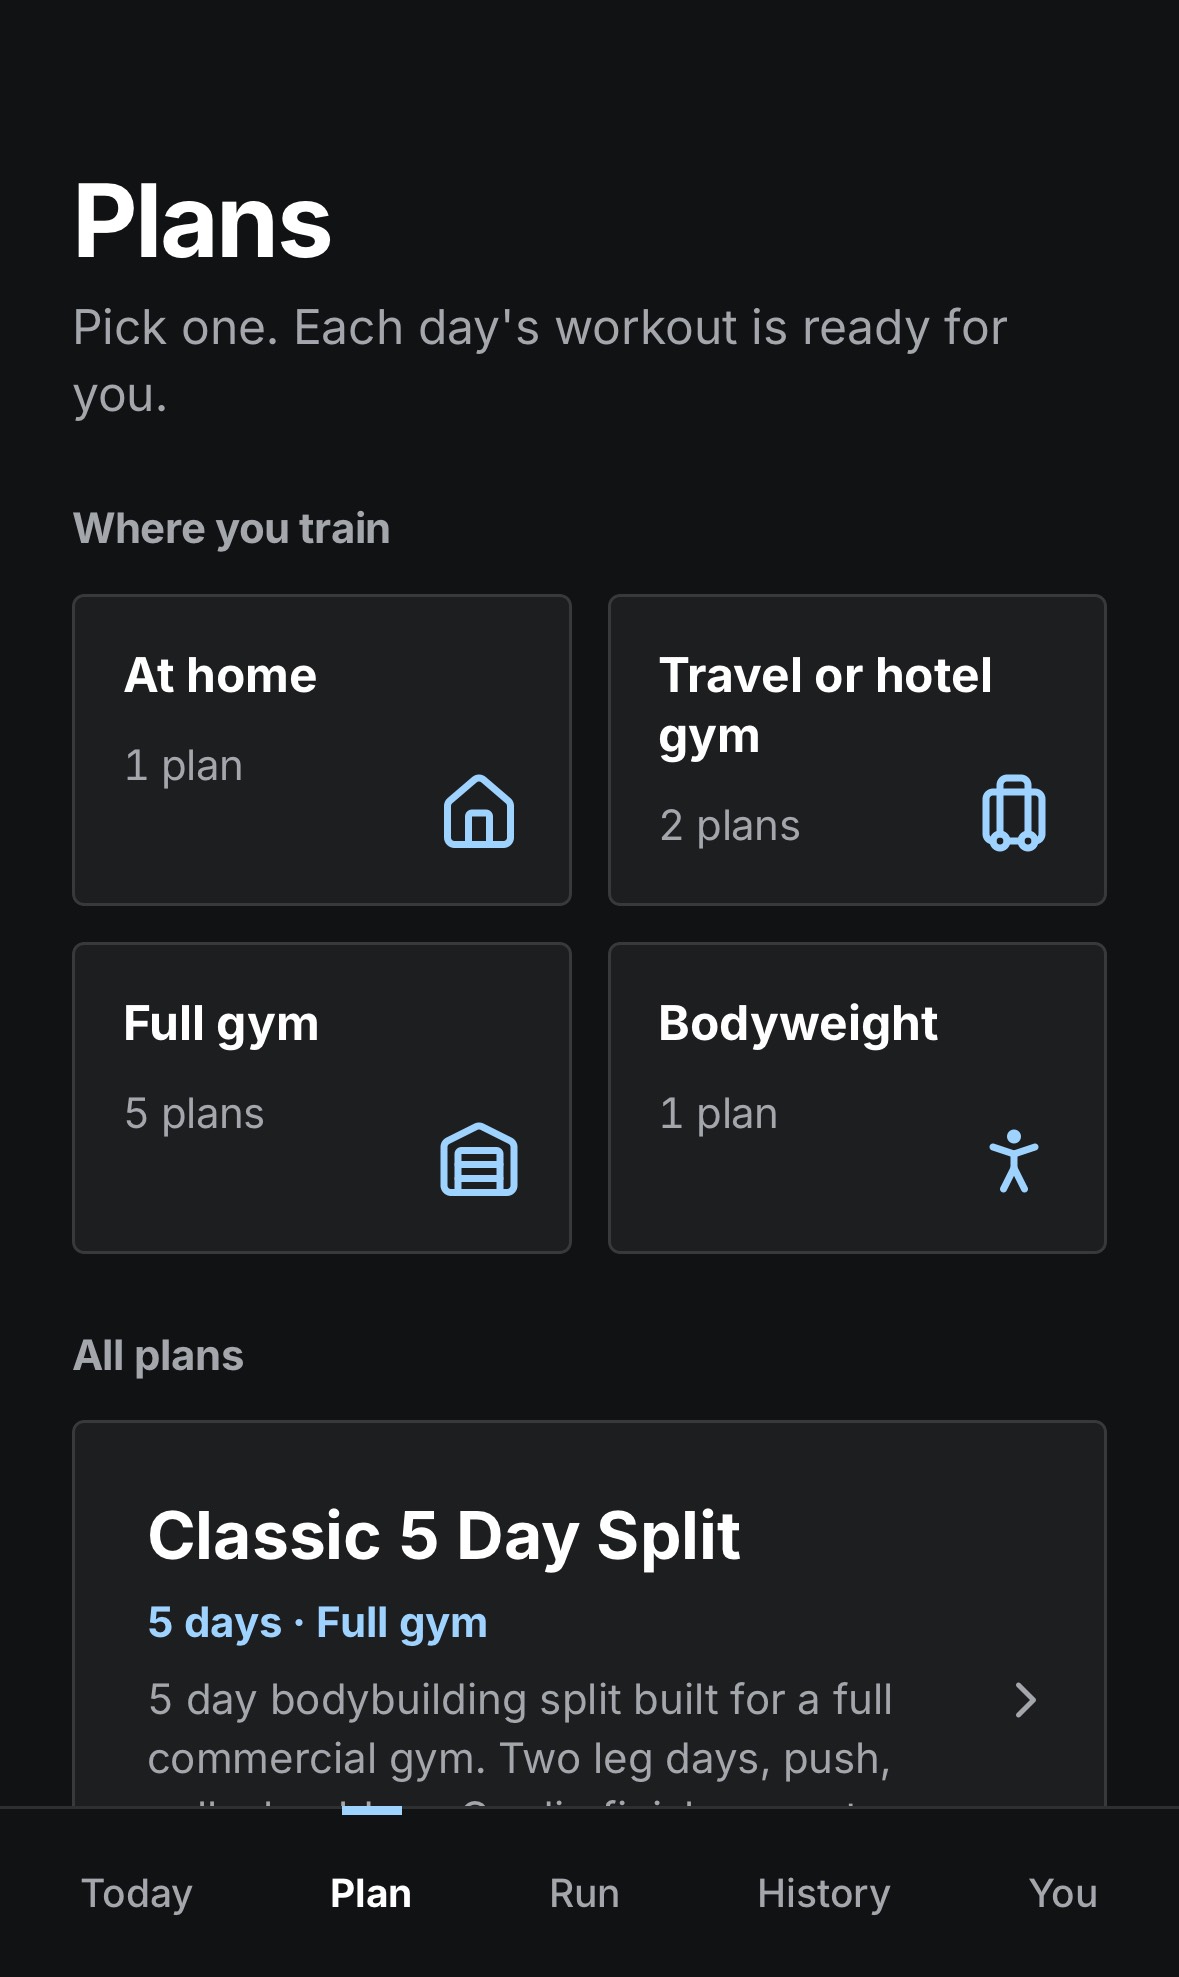 Plans
Pick one. Each day's workout is ready for
you.
Where you train
At home
1 plan
Travel or hotel
gym
2 plans
Full gym
5 plans
Bodyweight
1 plan
All plans
Classic 5 Day Split
5 days · Full gym
5 day bodybuilding split built for a full
commercial gym. Two leg days, push,
Today
Plan
Run
History
You